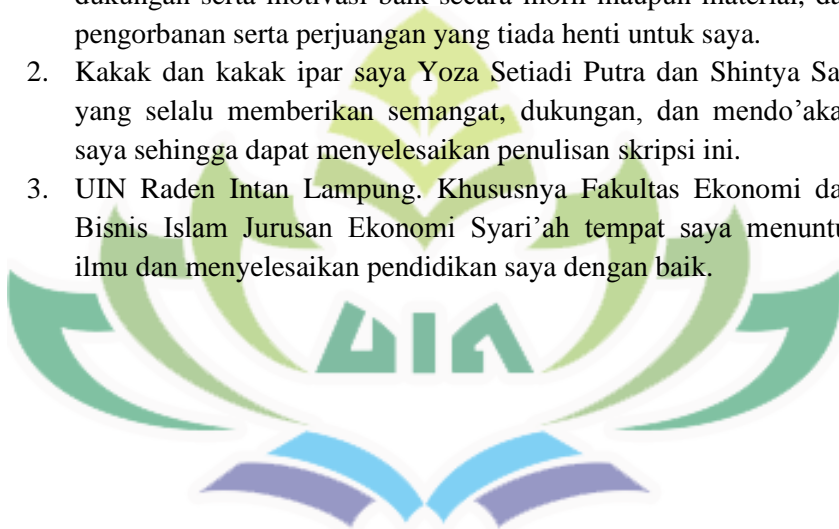 dukungan serta motivasi baik secara moril maupun material, da
pengorbanan serta perjuangan yang tiada henti untuk saya.
2. Kakak dan kakak ipar saya Yoza Setiadi Putra dan Shintya Sa
yang selalu memberikan semangat, dukungan, dan mendo’aka
saya sehingga dapat menyelesaikan penulisan skripsi ini.
3. UIN Raden Intan Lampung. Khususnya Fakultas Ekonomi da
Bisnis Islam Jurusan Ekonomi Syari’ah tempat saya menuntu
ilmu dan menyelesaikan pendidikan saya dengan baik.
UIN